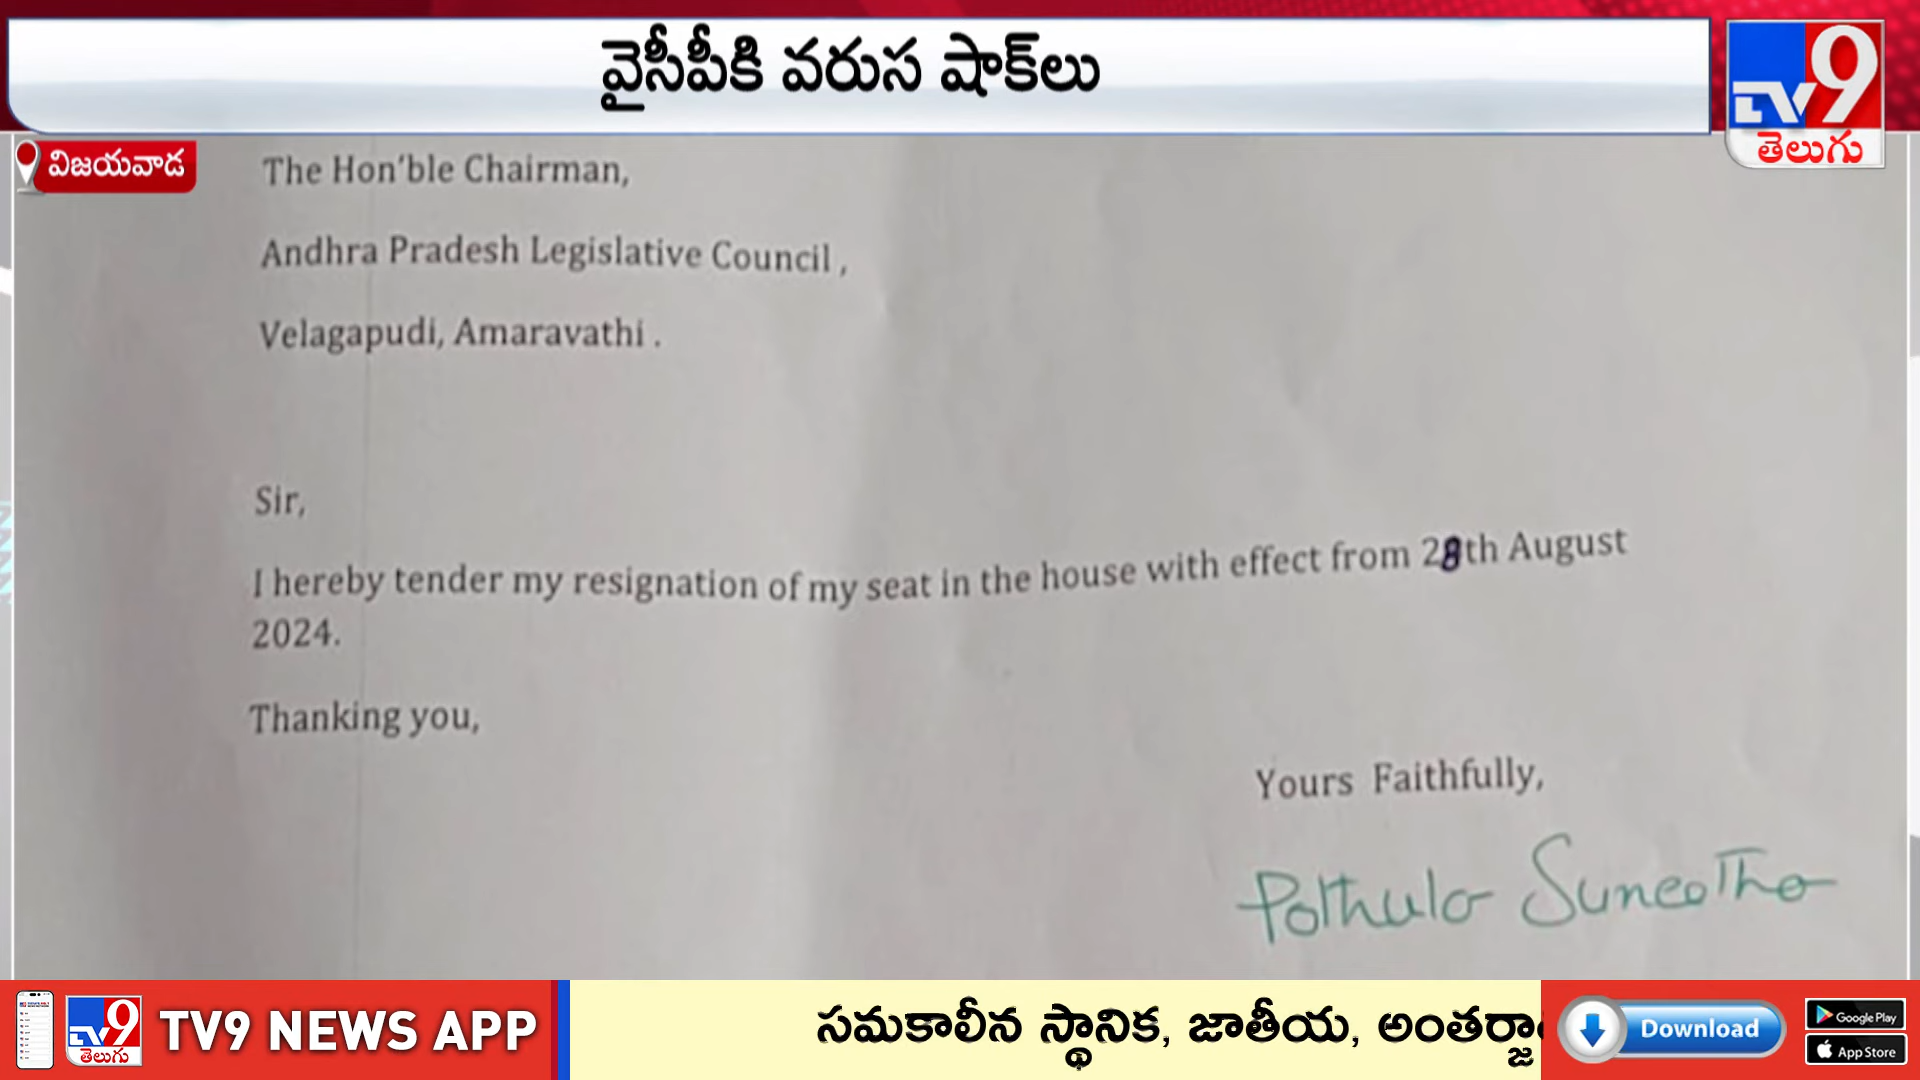 వైసీపీకి వరుస షాక్‌లు
TV9
తెలుగు
విజయవాడ
The Hon'ble Chairman,
Andhra Pradesh Legislative Council ,
Velagapudi, Amaravathi .
Sir,
I hereby tender my resignation of my seat in the house with effect from 28th August
2024.
Thanking you,
Yours Faithfully,
Pothula Suneetha
TV9
తెలుగు
TV9 NEWS APP
సమకాలీన స్థానిక, జాతీయ,
Download
Google Play
App Store